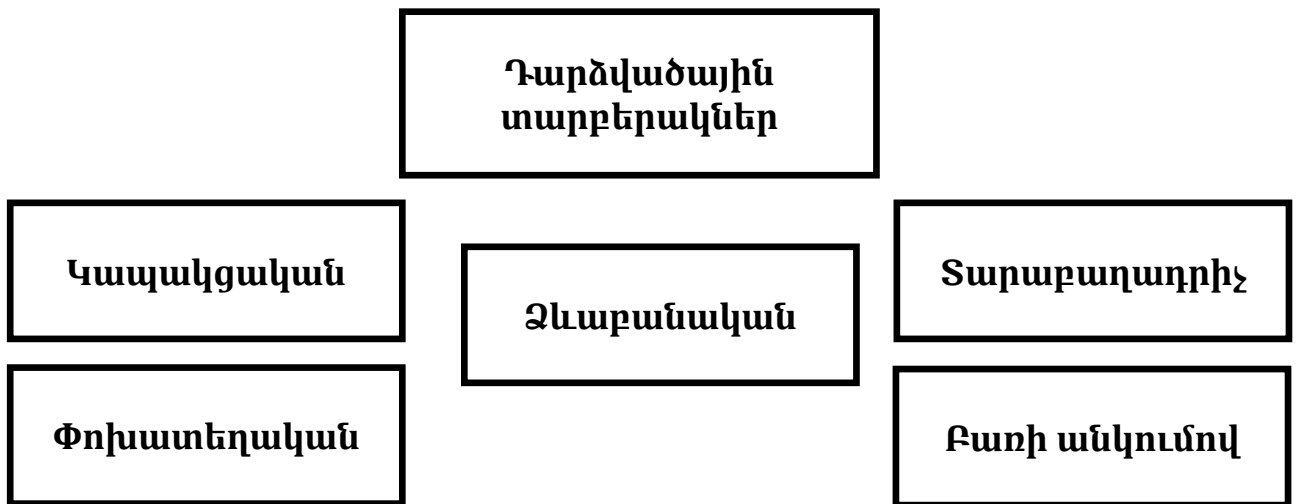 Դարձվածային
տարբերակներ
Կապակցական
Ձևաբանական
Տարաբաղադրիչ
Փոխատեղական
Բառի անկումով